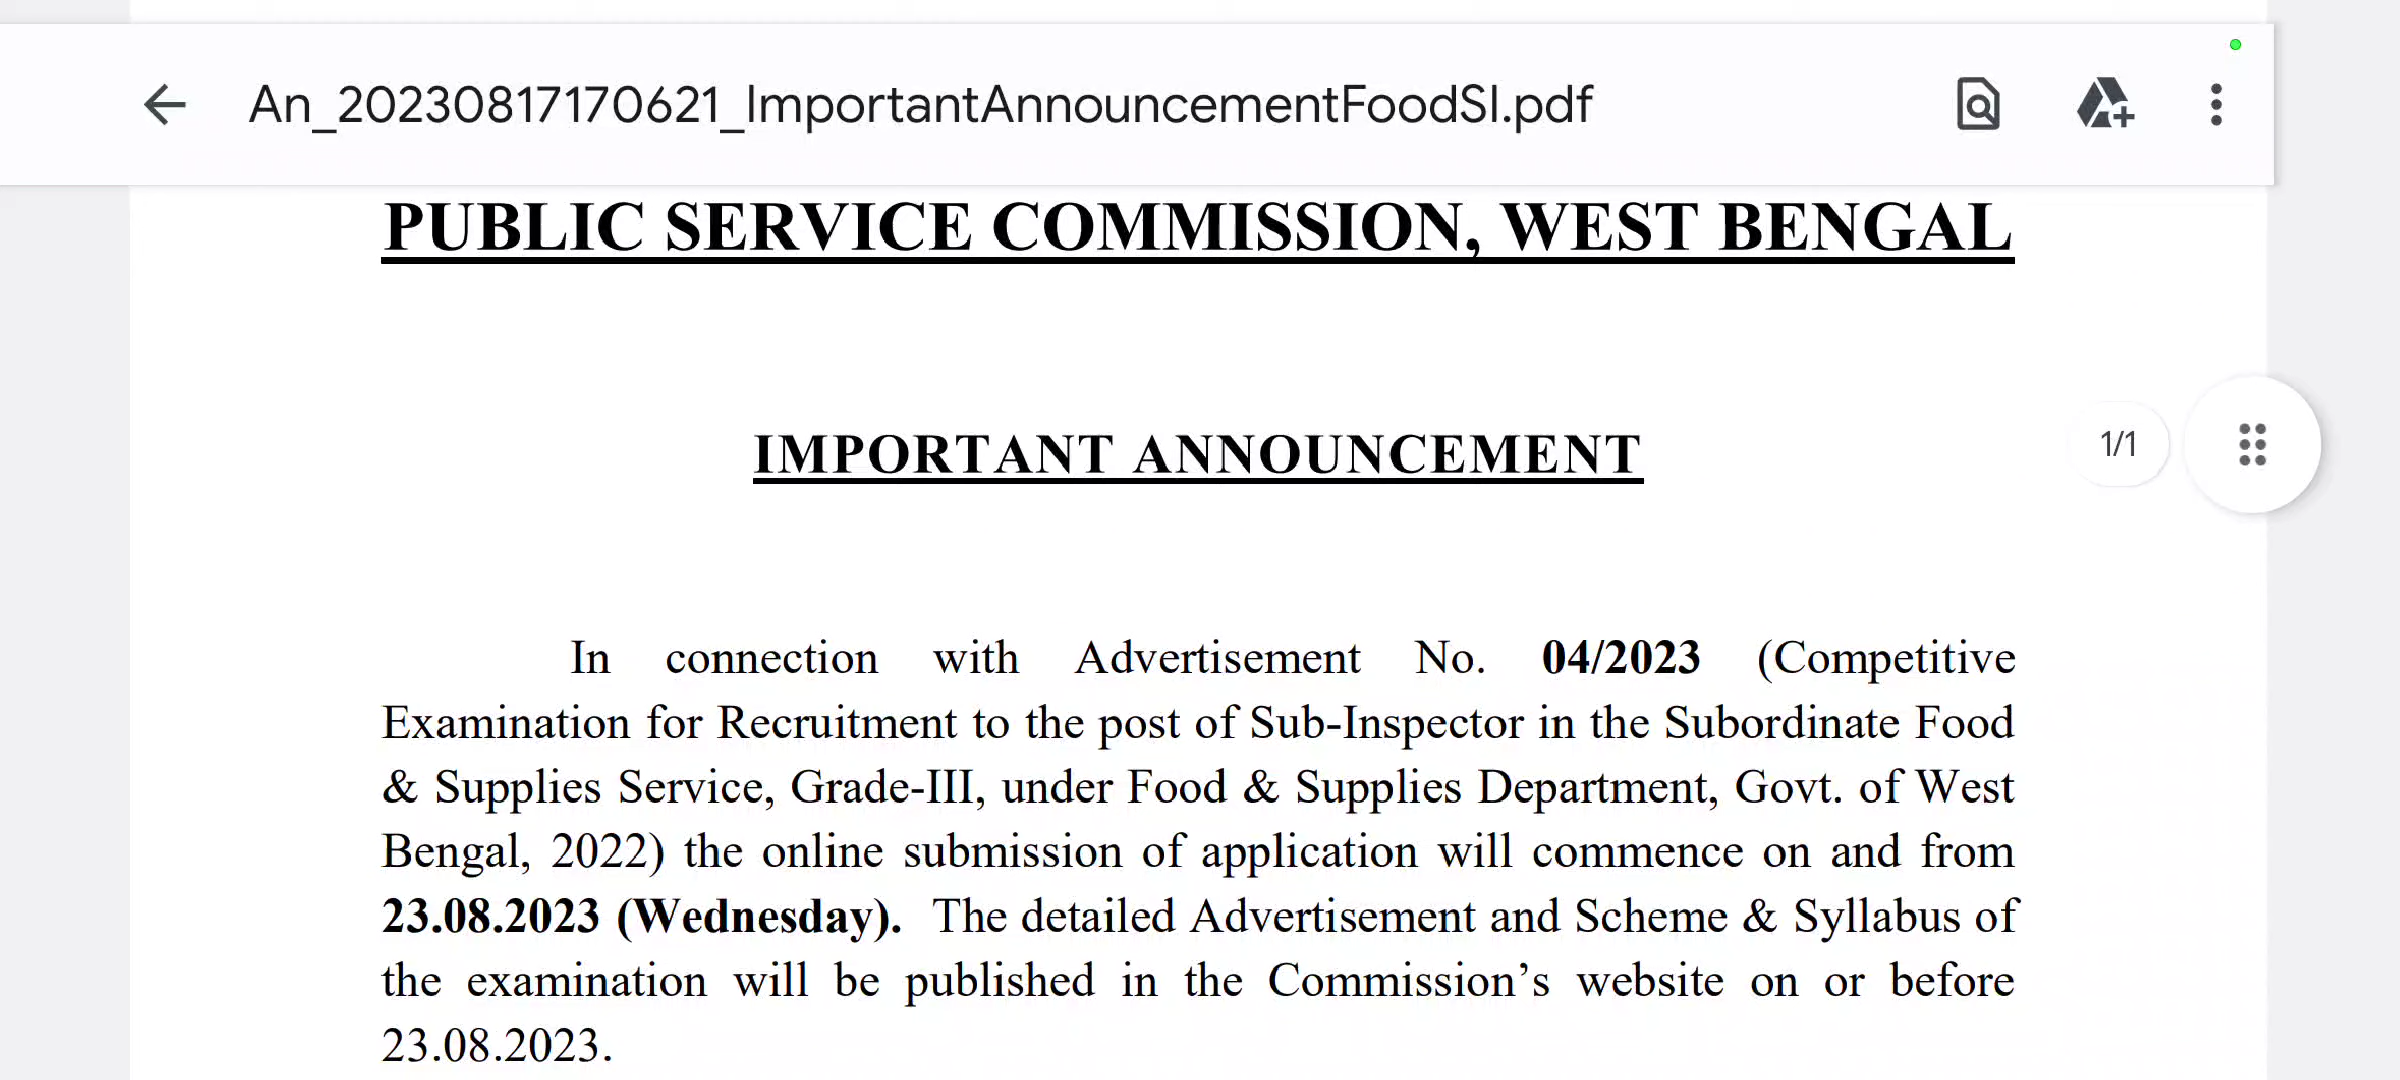 An_20230817170621_ImportantAnnouncementFoodSI.pdf
PUBLIC SERVICE COMMISSION, WEST BENGAL
IMPORTANT ANNOUNCEMENT
1/1
In connection with Advertisement No. 04/2023 (Competitive
Examination for Recruitment to the post of Sub-Inspector in the Subordinate Food
& Supplies Service, Grade-III, under Food & Supplies Department, Govt. of West
Bengal, 2022) the online submission of application will commence on and from
23.08.2023 (Wednesday). The detailed Advertisement and Scheme & Syllabus of
the examination will be published in the Commission’s website on or before
23.08.2023.